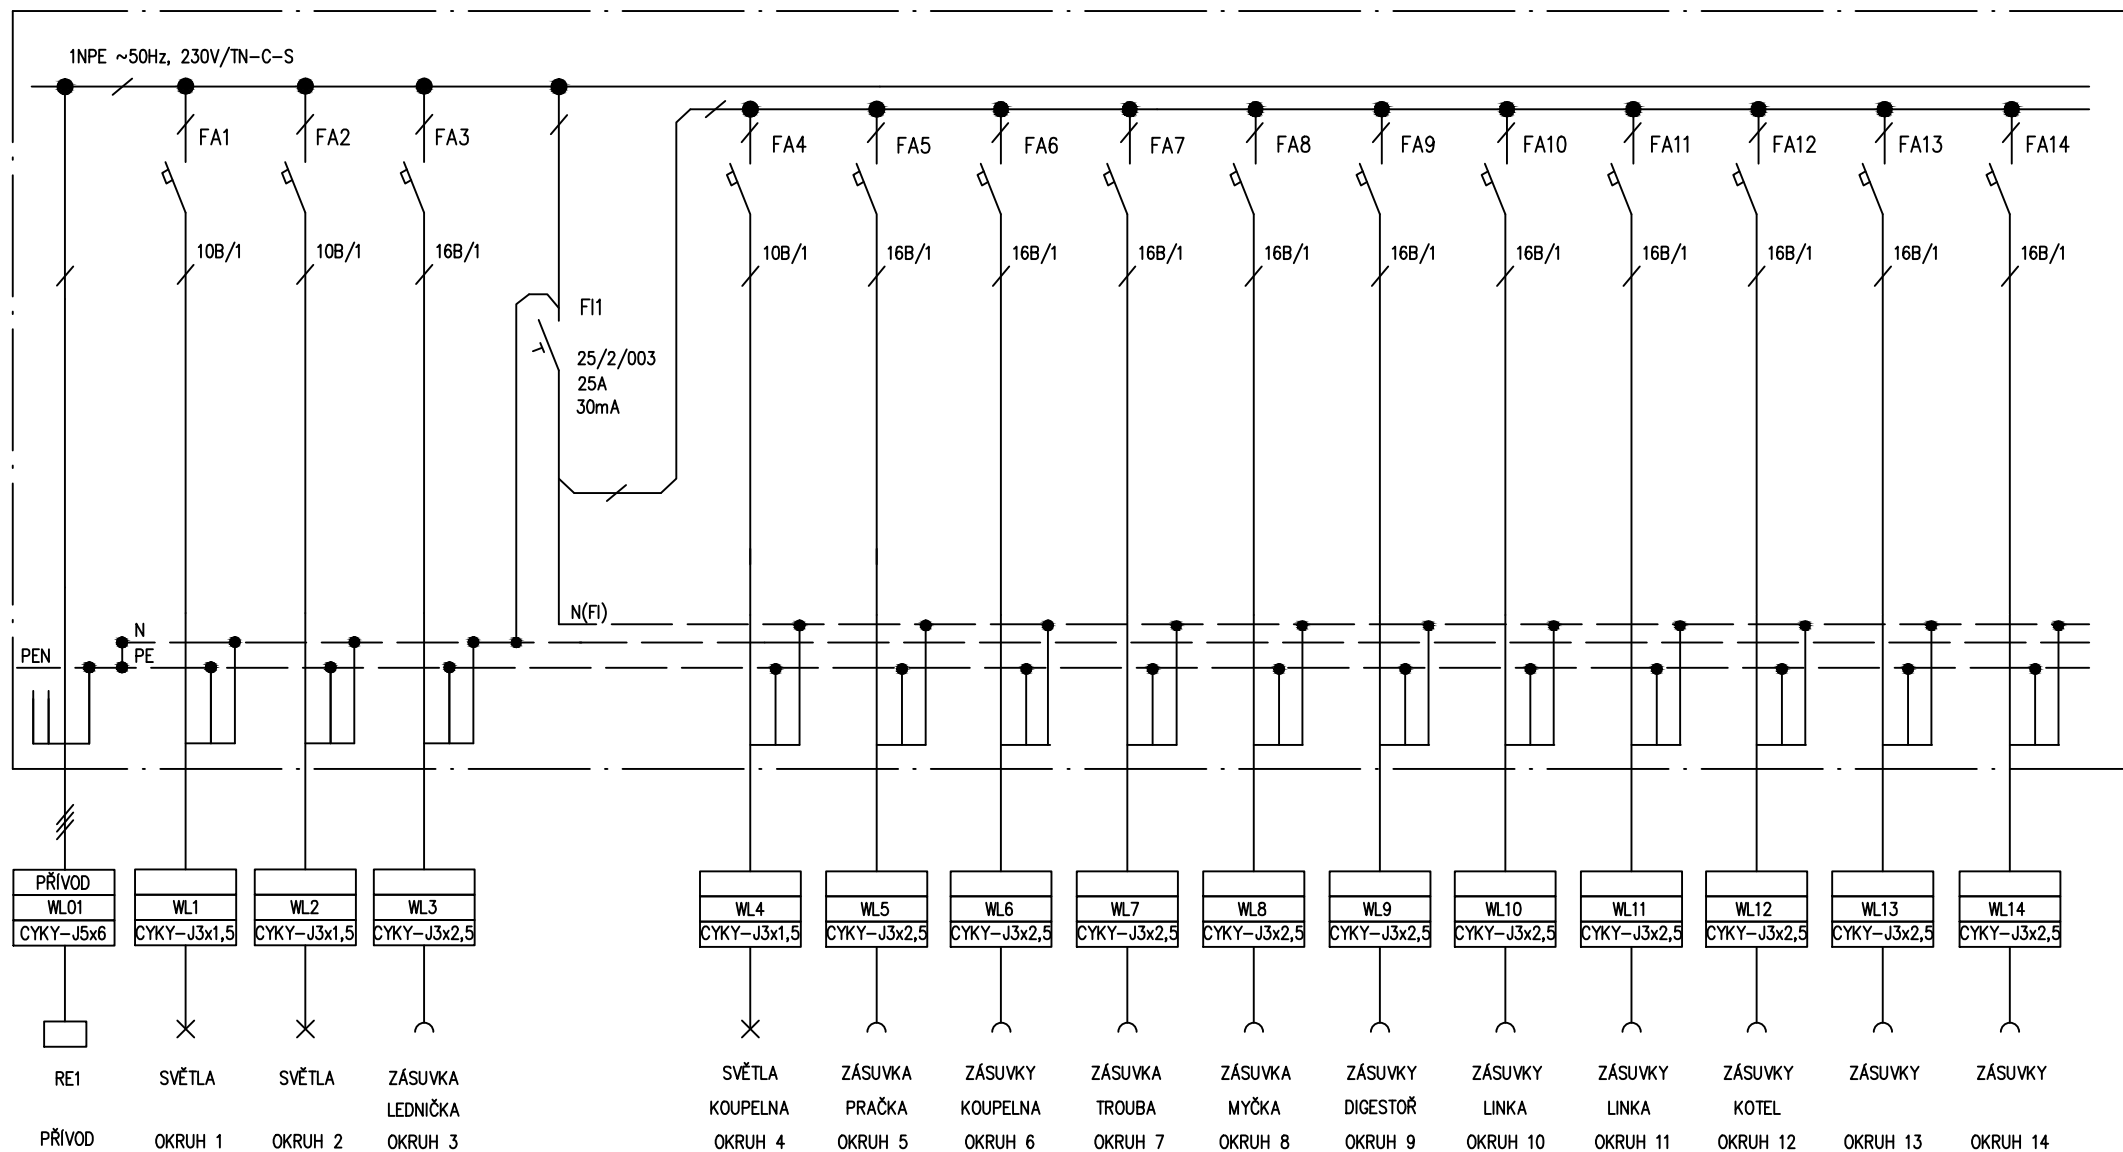 1NPE ~50Hz, 230V/TN-C-S
FA1
FA2
FA3
FA4
FA5
FA6
FA7
FA8
FA9
FA10
FA11
FA12
FA13
FA14
10B/1
10B/1
16B/1
10B/1
16B/1
16B/1
16B/1
16B/1
16B/1
16B/1
16B/1
16B/1
16B/1
16B/1
FI1
25/2/003
25A
30mA
N(FI)
N
PEN
PE
PŘÍVOD
WL01
CYKY-J5x6
WL1
CYKY-J3x1,5
WL2
CYKY-J3x1,5
WL3
CYKY-J3x2,5
WL4
CYKY-J3x1,5
WL5
CYKY-J3x2,5
WL6
CYKY-J3x2,5
WL7
CYKY-J3x2,5
WL8
CYKY-J3x2,5
WL9
CYKY-J3x2,5
WL10
CYKY-J3x2,5
WL11
CYKY-J3x2,5
WL12
CYKY-J3x2,5
WL13
CYKY-J3x2,5
WL14
CYKY-J3x2,5
RE1
PŘÍVOD
SVĚTLA
OKRUH 1
SVĚTLA
OKRUH 2
ZÁSUVKA
LEDNIČKA
OKRUH 3
SVĚTLA
KOUPELNA
OKRUH 4
ZÁSUVKA
PRAČKA
OKRUH 5
ZÁSUVKY
KOUPELNA
OKRUH 6
ZÁSUVKA
TROUBA
OKRUH 7
ZÁSUVKA
MYČKA
OKRUH 8
ZÁSUVKY
DIGESTOŘ
OKRUH 9
ZÁSUVKY
LINKA
OKRUH 10
ZÁSUVKY
LINKA
OKRUH 11
ZÁSUVKY
KOTEL
OKRUH 12
ZÁSUVKY
OKRUH 13
ZÁSUVKY
OKRUH 14